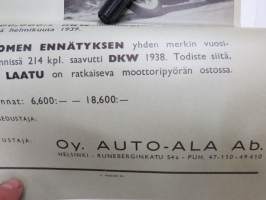 helmikuuta 1939.
OMEN ENNÄTYKSEN yhden merkin vuosi-
nnissä 214 kpl. saavutti DKW 1938. Todiste siitä,
LAATU on ratkaiseva moottoripyörän ostossa.
nnat: 6,600:— — 18,600:—
EDUSTAJA:
USTAJA:
Oy. AUTO-ALA Ab.
HELSINKI - RUNEBERGINKATU 54a - PUH. 47-150 - 49 410